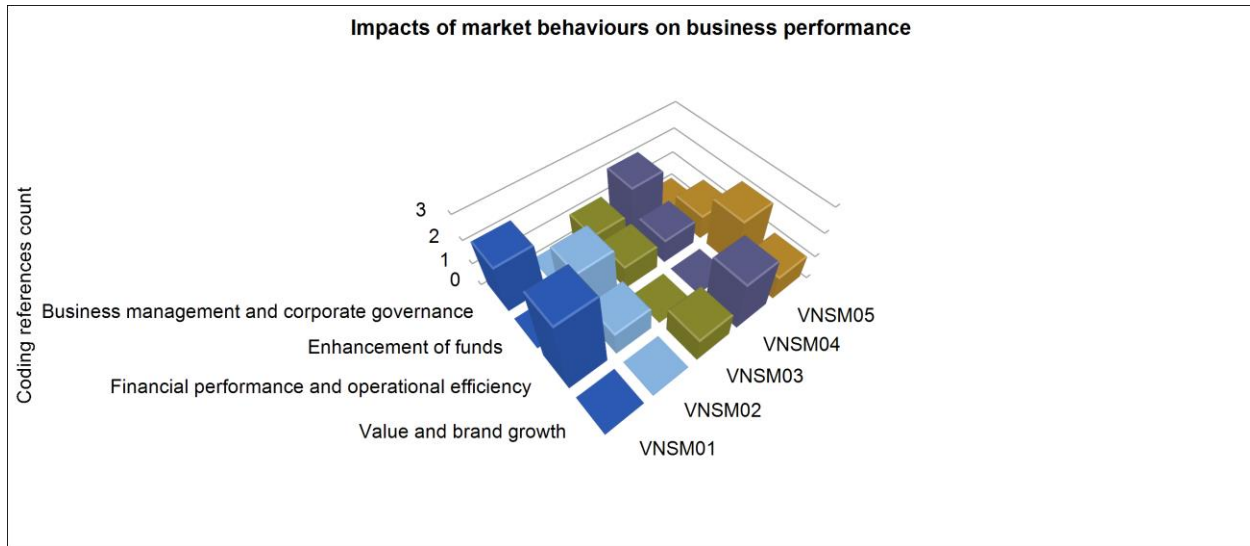 Impacts of market behaviours on business performance
Coding references count
3
2
1
0
Business management and corporate governance
Enhancement of funds
Financial performance and operational efficiency
Value and brand growth
VNSM05
VNSM04
VNSM03
VNSM02
VNSM01